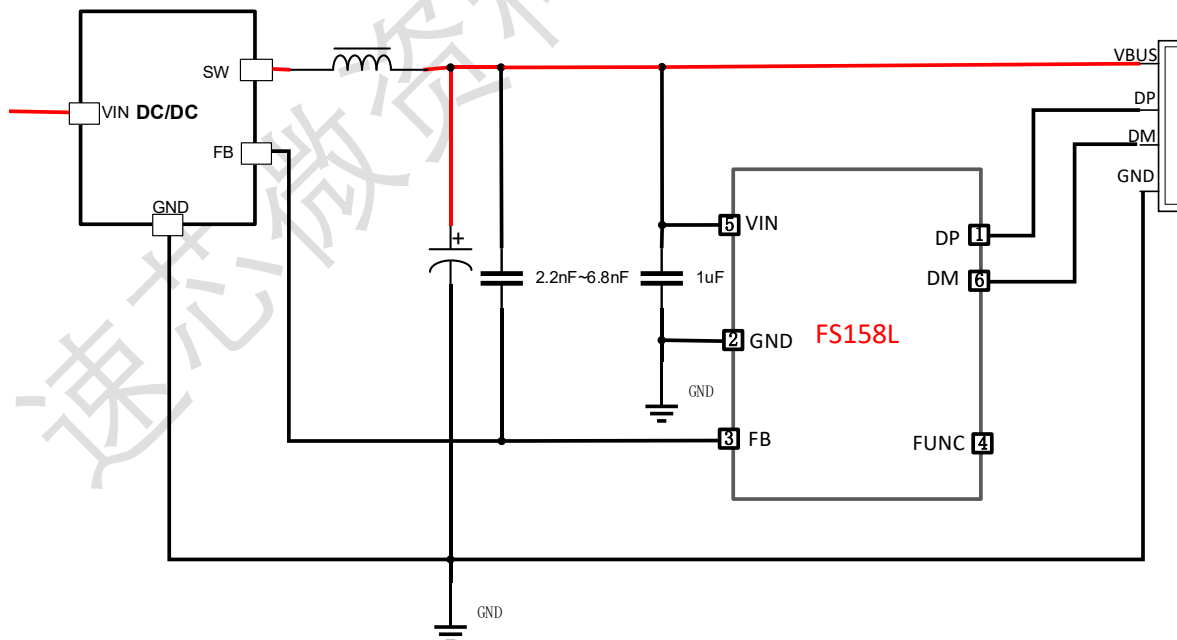 VBUS
SW
DP
VIN DC/DC
DM
FB
GND
GND
+
5 VIN
DP 1
2.2nF~6.8nF
1uF
DM 6
2 GND
FS158L
GND
3 FB
FUNC 4
GND
速芯微资料